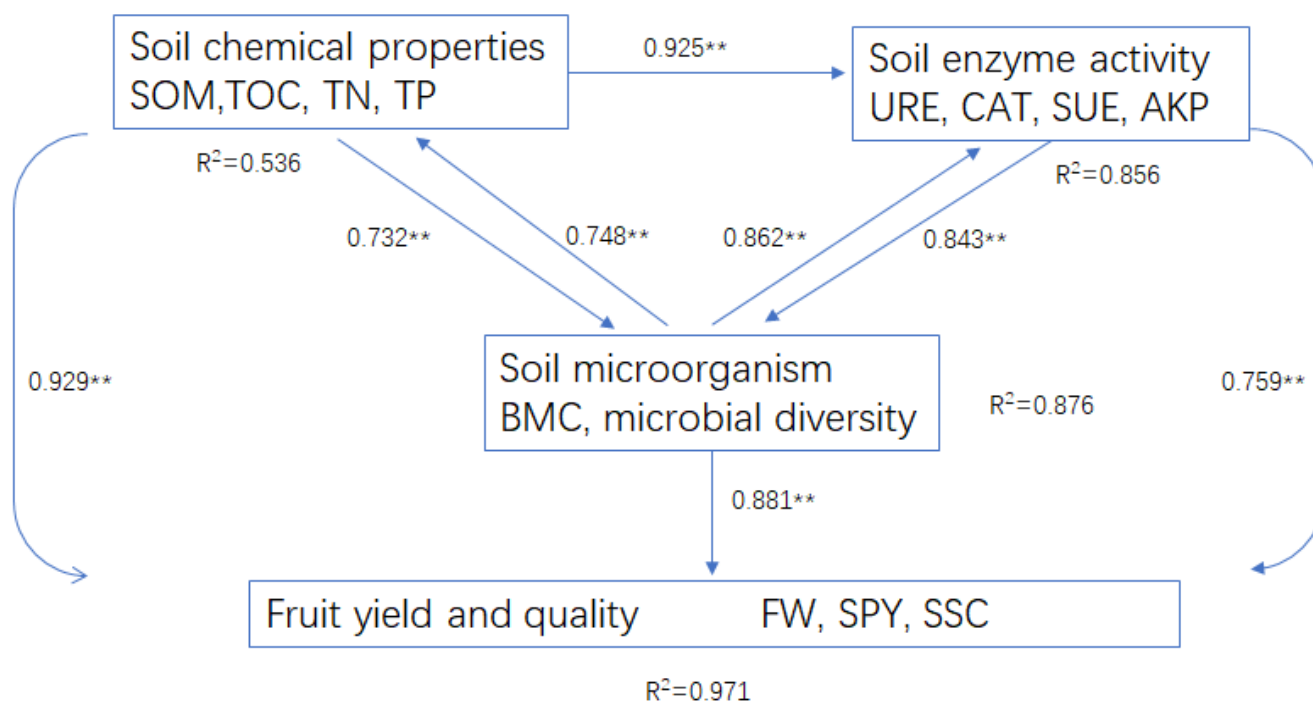 Soil chemical properties
SOM,TOC, TN, TP
0.925**
Soil enzyme activity
URE, CAT, SUE, AKP
R²=0.536
R²=0.856
0.732**
0.748**
0.862**
0.843**
Soil microorganism
BMC, microbial diversity
R²=0.876
0.929**
0.759**
0.881**
Fruit yield and quality FW, SPY, SSC
R²=0.971